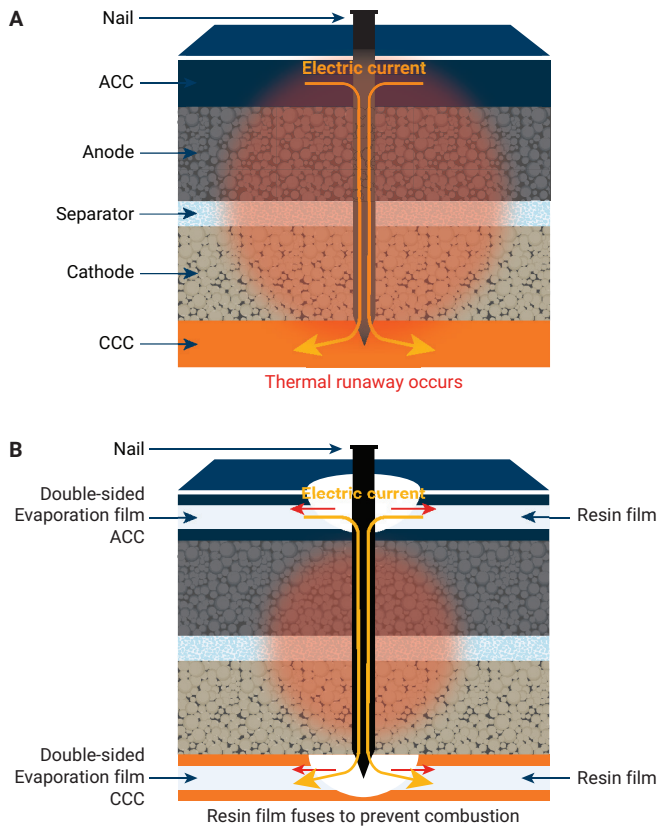 A
Nail
Electric current
ACC
Anode
Separator
Cathode
CCC
Thermal runaway occurs
B
Nail
Double-sided
Evaporation film
ACC
Electric current
Resin film
Double-sided
Evaporation film
CCC
Resin film
Resin film fuses to prevent combustion